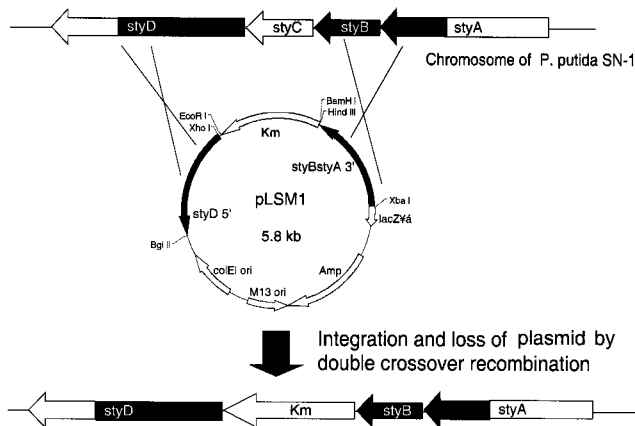 styD
styC
styB
styA
Chromosome of P. putida SN-1
EcoR I
Xho I
Km
BamH I
Hind III
styBstyA 3'
styD 5'
pLSM1
5.8 kb
Xba I
lacZ¥á
Bgl II
colEi ori
M13 ori
Amp
Integration and loss of plasmid by
double crossover recombination
styD
Km
styB
styA